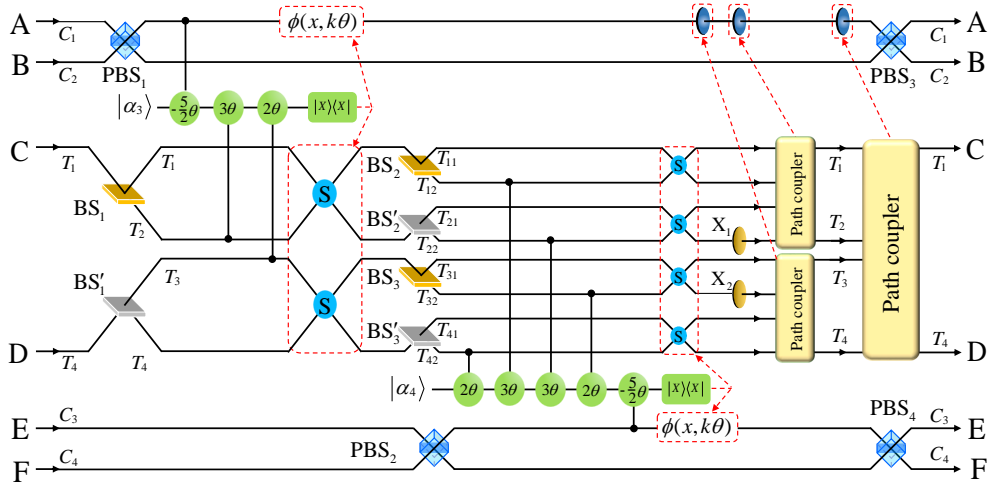 A C₁ ϕ(x, kθ) C₁ A
B C₂ PBS₁ PBS₃ C₂ B
|α₃⟩ -5/2θ 3θ 2θ |x⟩⟨x|
C T₁ T₁ S BS₂ T₁₁ S T₁ T₁ C
BS₁ T₁₂ Path coupler
T₂ BS′₂ T₂₁ S X₁ T₂
T₂₂ Path coupler
BS′₁ T₃ BS₃ T₃₁ S X₂ T₃
S T₃₂ Path coupler
BS′₃ T₄₁ S
D T₄ T₄ T₄₂ T₄ T₄ D
|α₄⟩ 2θ 3θ 3θ 2θ -5/2θ |x⟩⟨x|
E C₃ ϕ(x, kθ) PBS₄ C₃ E
PBS₂
F C₄ C₄ F